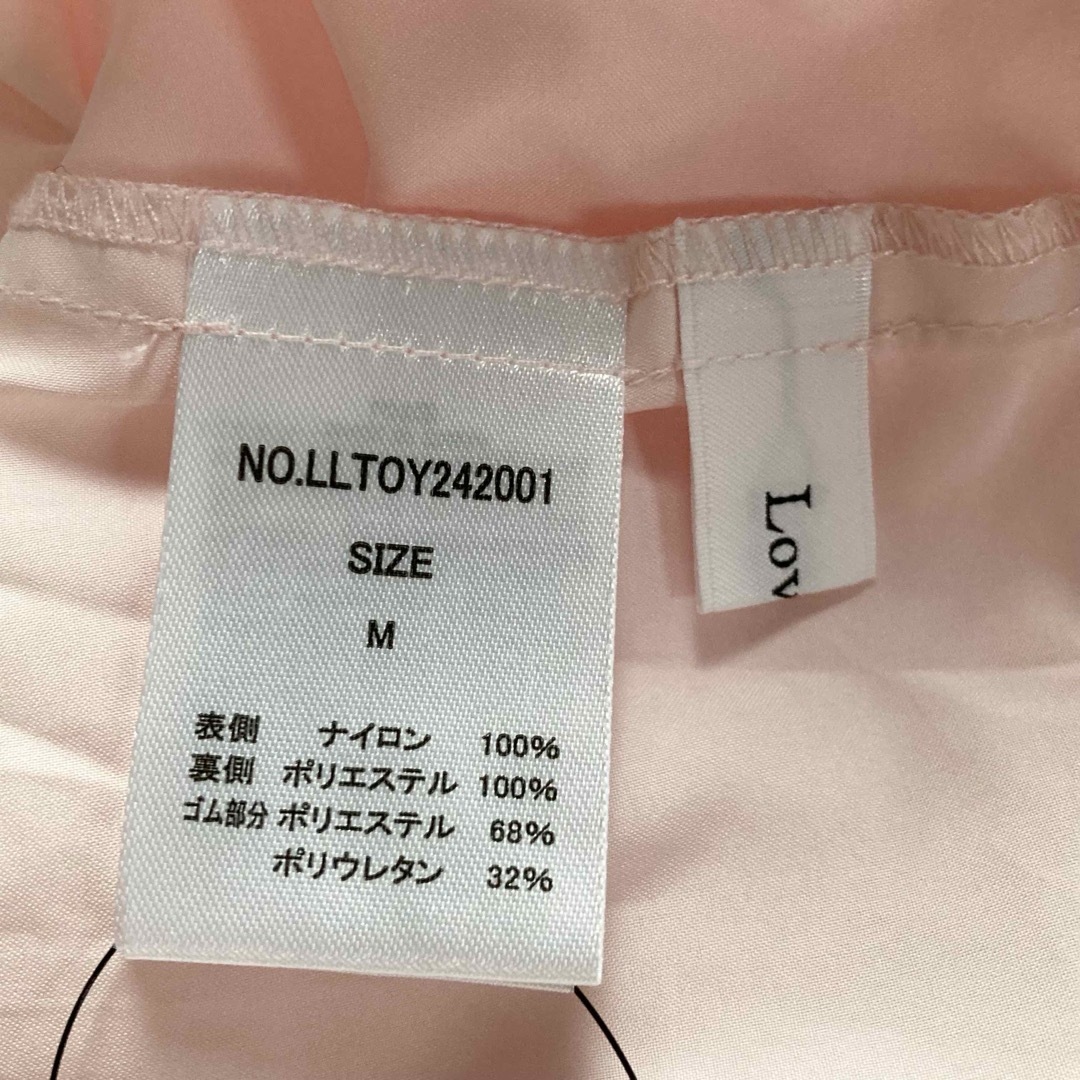 NO.LLTOY242001
SIZE
M
表側 ナイロン 100%
裏側 ポリエステル 100%
ゴム部分 ポリエステル 68%
ポリウレタン 32%
Lov